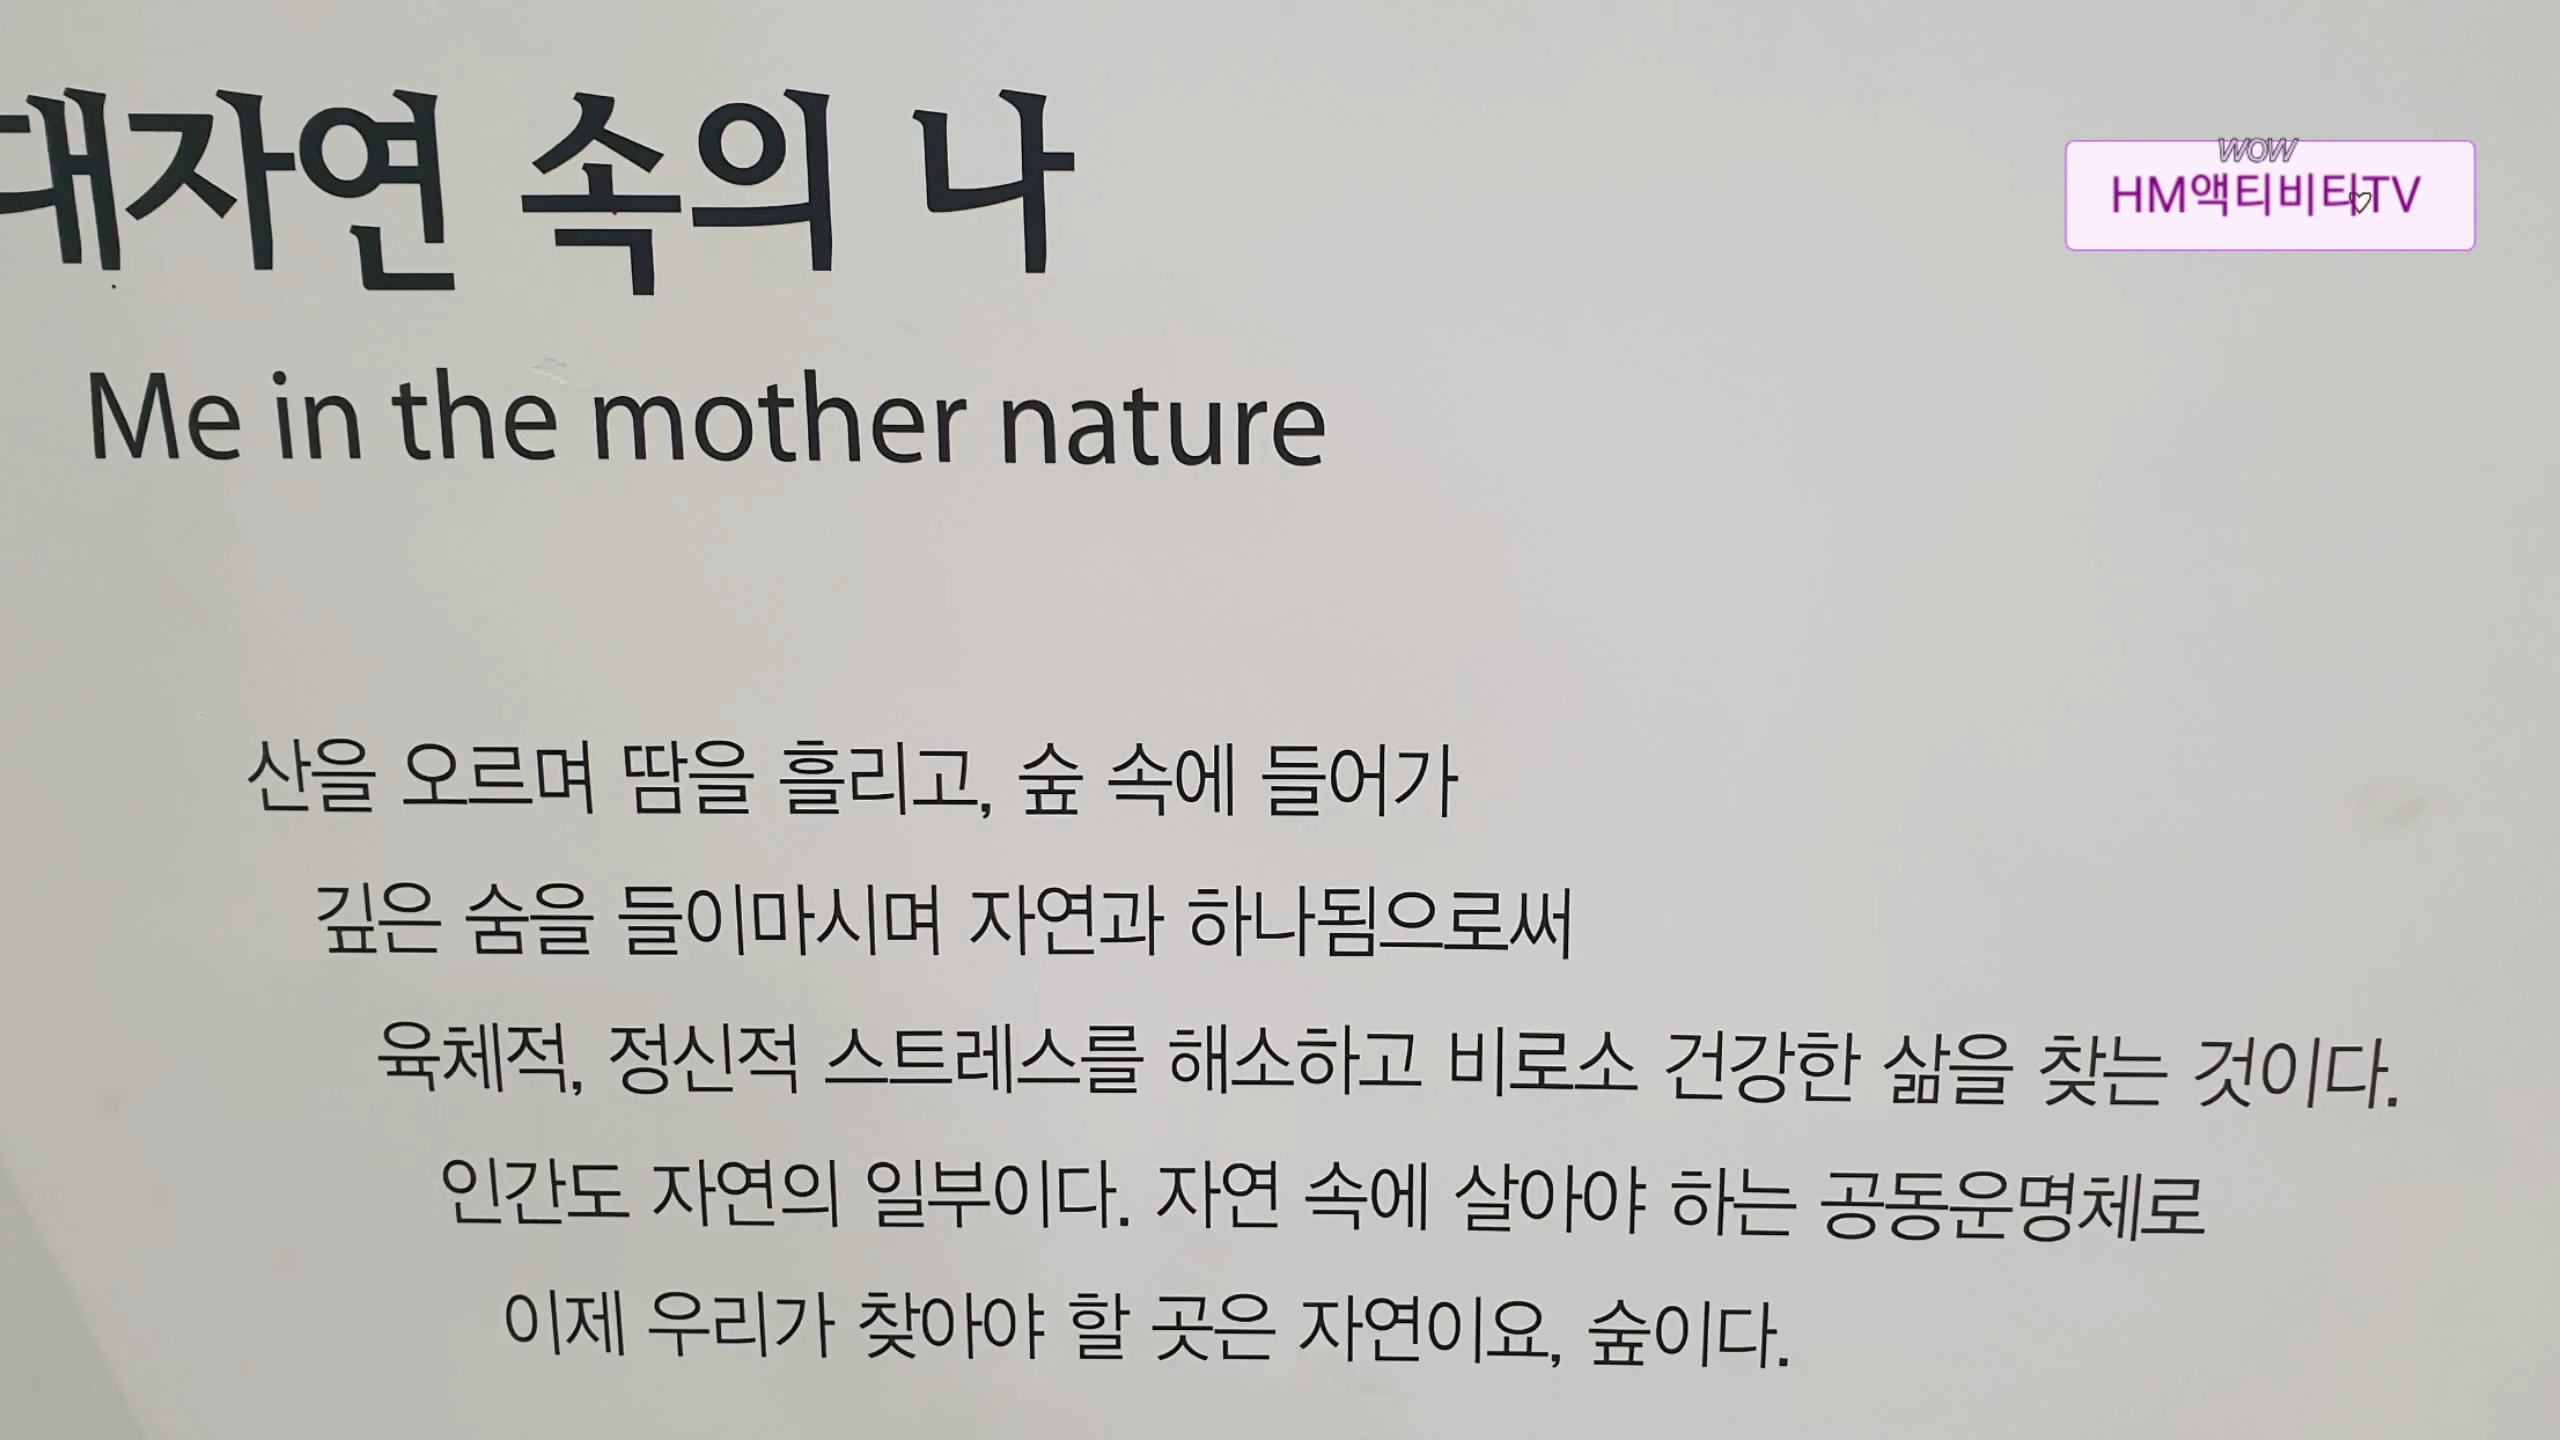 대자연 속의 나
WOW
HM액티비티TV
Me in the mother nature
산을 오르며 땀을 흘리고, 숲 속에 들어가
깊은 숨을 들이마시며 자연과 하나됨으로써
육체적, 정신적 스트레스를 해소하고 비로소 건강한 삶을 찾는 것이다.
인간도 자연의 일부이다. 자연 속에 살아야 하는 공동운명체로
이제 우리가 찾아야 할 곳은 자연이요, 숲이다.